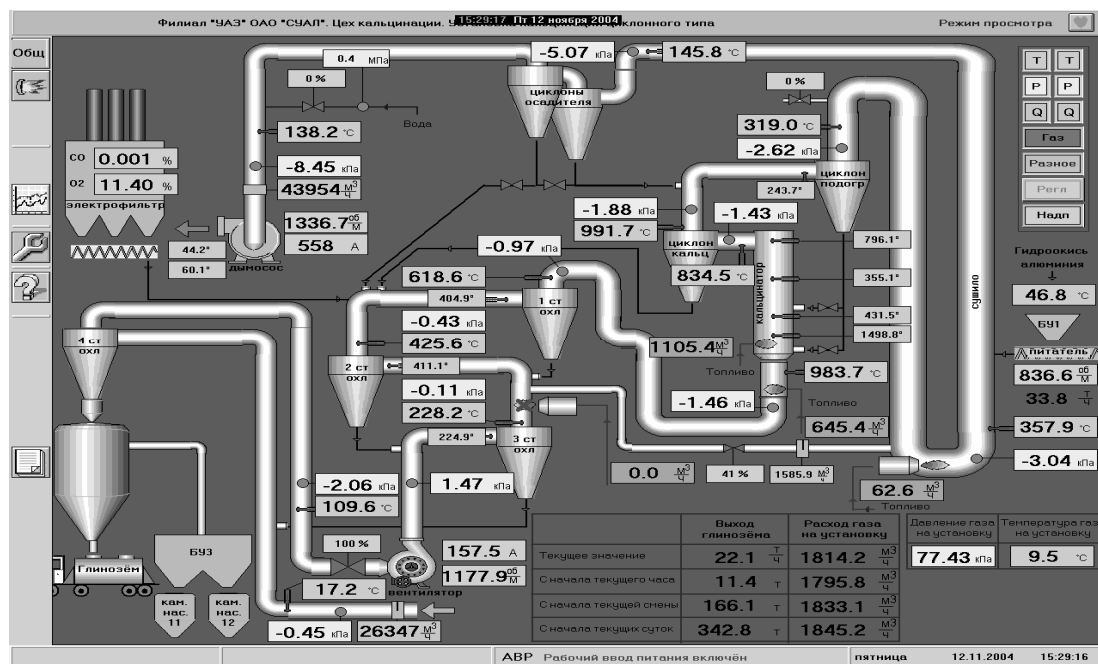 Филиал "УАЗ" ОАО "СУАЛ". Цех кальцинации.
15:29:17 Пт 12 ноября 2004
циклонного типа
Режим просмотра
Общ
0.4 МПа
-5.07 кПа
145.8 °C
0 %
0 %
Вода
циклоны
осадителя
138.2 °C
319.0 °C
-2.62 кПа
T T
P P
Q Q
Газ
Разное
Регл
Надп
CO 0.001 %
O2 11.40 %
электрофильтр
-8.45 кПа
43954 м3/ч
1336.7 об/м
558 А
44.2°
60.1°
дымосос
циклон
подогр
243.7°
-1.88 кПа
991.7 °C
-1.43 кПа
циклон
кальц
834.5 °C
796.1°
355.1°
431.5°
1498.8°
кальцинатор
сушило
Гидроокись
алюминия
46.8 °C
БУ1
питатель
836.6 об/м
33.8 т/ч
-0.97 кПа
618.6 °C
404.9°
1 ст
охл
-0.43 кПа
425.6 °C
1105.4 м3/ч
Топливо
983.7 °C
4 ст
охл
2 ст
охл
411.1°
-0.11 кПа
228.2 °C
-1.46 кПа
Топливо
645.4 м3/ч
357.9 °C
224.9°
3 ст
охл
0.0 м3/ч
41 %
1585.9 м3/ч
-3.04 кПа
62.6 м3/ч
Топливо
-2.06 кПа
1.47 кПа
109.6 °C
100 %
157.5 А
1177.9 об/м
17.2 °C
вентилятор
БУ3
Глинозём
кам.
нас.
11
кам.
нас.
12
-0.45 кПа
26347 м3/ч
Выход глинозёма Расход газа на установку
Текущее значение 22.1 т/ч 1814.2 м3/ч
С начала текущего часа 11.4 т 1795.8 м3/ч
С начала текущей смены 166.1 т 1833.1 м3/ч
С начала текущих суток 342.8 т 1845.2 м3/ч
Давление газа на установку
77.43 кПа
Температура газа на установку
9.5 °C
АВР Рабочий ввод питания включён
пятница 12.11.2004 15:29:16